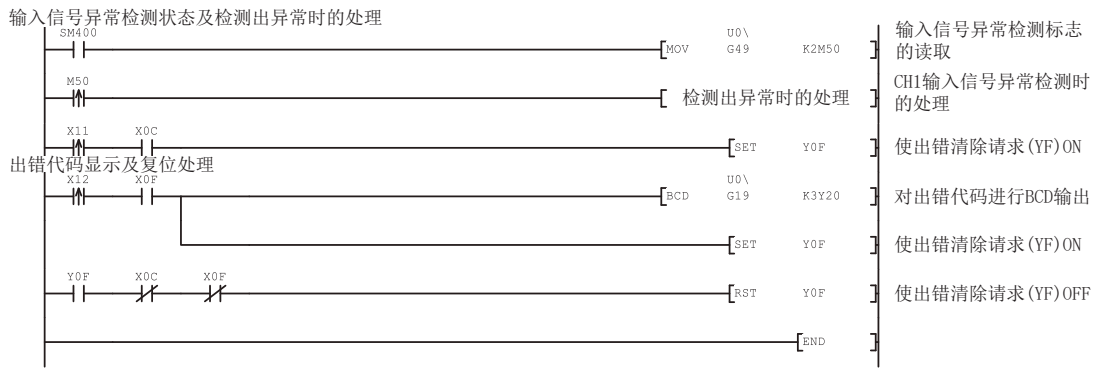 输入信号异常检测状态及检测出异常时的处理
SM400 MOV U0\ G49 K2M50 输入信号异常检测标志
的读取
M50 检测出异常时的处理 CH1输入信号异常检测时
的处理
X11 X0C SET Y0F 使出错清除请求(YF)ON
出错代码显示及复位处理
X12 X0F BCD U0\ G19 K3Y20 对出错代码进行BCD输出
SET Y0F 使出错清除请求(YF)ON
Y0F X0C X0F RST Y0F 使出错清除请求(YF)OFF
END